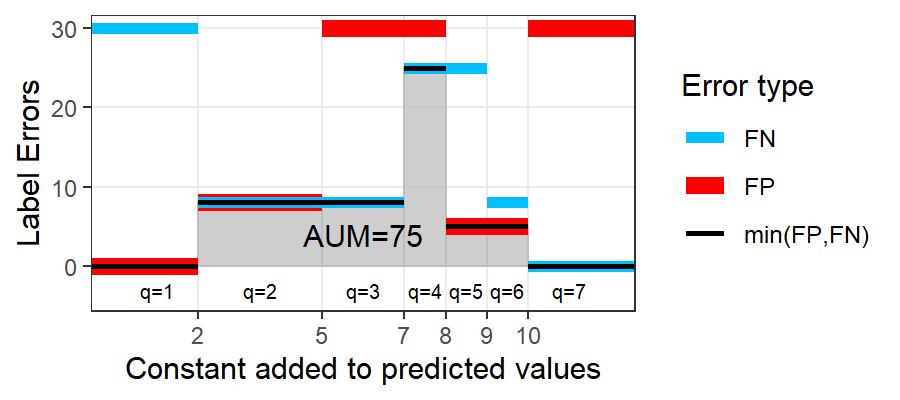 Label Errors
30
20
10
0
AUM=75
q=1 q=2 q=3 q=4 q=5 q=6 q=7
2 5 7 8 9 10
Constant added to predicted values
Error type
FN
FP
min(FP,FN)